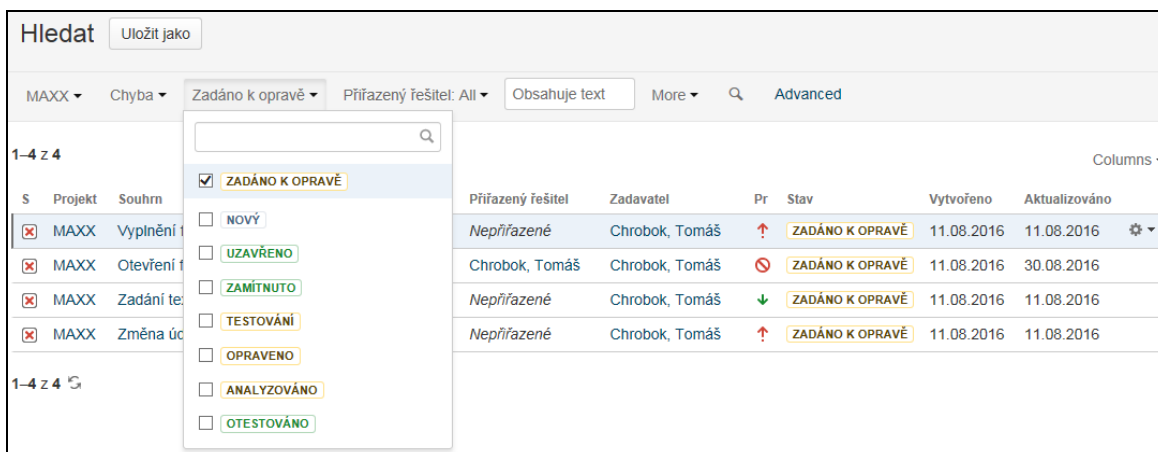 Hledat Uložit jako
MAXX Chyba Zadáno k opravě Přiřazený řešitel: All Obsahuje text More Advanced
1–4 z 4
Columns
ZADÁNO K OPRAVĚ
NOVÝ
UZAVŘENO
ZAMÍTNUTO
TESTOVÁNÍ
OPRAVENO
ANALYZOVÁNO
OTESTOVÁNO
S Projekt Souhrn Přiřazený řešitel Zadavatel Pr Stav Vytvořeno Aktualizováno
MAXX Vyplnění Nepřiřazené Chrobok, Tomáš ZADÁNO K OPRAVĚ 11.08.2016 11.08.2016
MAXX Otevření Chrobok, Tomáš Chrobok, Tomáš ZADÁNO K OPRAVĚ 11.08.2016 30.08.2016
MAXX Zadání Nepřiřazené Chrobok, Tomáš ZADÁNO K OPRAVĚ 11.08.2016 11.08.2016
MAXX Změna Nepřiřazené Chrobok, Tomáš ZADÁNO K OPRAVĚ 11.08.2016 11.08.2016
1–4 z 4